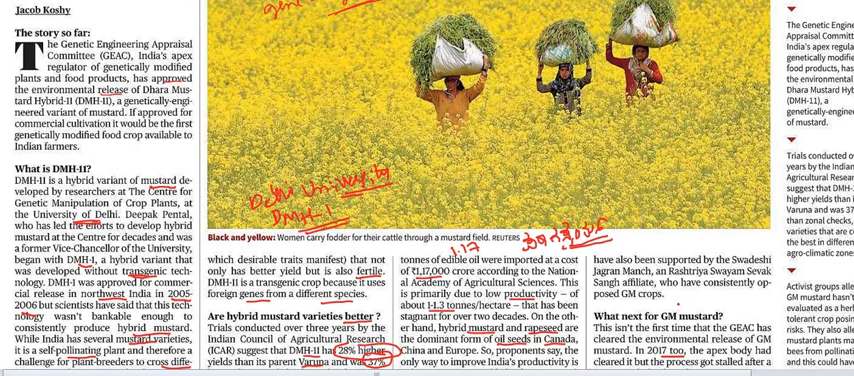 Jacob Koshy
The story so far:
The Genetic Engineering Appraisal
Committee (GEAC), India's apex
regulator of genetically modified
plants and food products, has approved
the environmental release of Dhara Mus-
tard Hybrid-11 (DMH-11), a genetically-engi-
neered variant of mustard. If approved for
commercial cultivation it would be the first
genetically modified food crop available to
Indian farmers.
What is DMH-11?
DMH-11 is a hybrid variant of mustard de-
veloped by researchers at The Centre for
Genetic Manipulation of Crop Plants, at
the University of Delhi. Deepak Pental,
who has led the efforts to develop hybrid
mustard at the Centre for decades and was
a former Vice-Chancellor of the University,
began with DMH-1, a hybrid variant that
was developed without transgenic tech-
nology. DMH-1 was approved for commer-
cial release in northwest India in 2005-
2006 but scientists have said that this tech-
nology wasn't bankable enough to
consistently produce hybrid mustard.
While India has several mustard varieties,
it is a self-pollinating plant and therefore a
challenge for plant-breeders to cross diffe-
Delhi University
DMH-1
Black and yellow: Women carry fodder for their cattle through a mustard field. REUTERS
which desirable traits manifest) that not
only has better yield but is also fertile.
DMH-11 is a transgenic crop because it uses
foreign genes from a different species.
Are hybrid mustard varieties better ?
Trials conducted over three years by the
Indian Council of Agricultural Research
(ICAR) suggest that DMH-11 has 28% higher
yields than its parent Varuna and was 37%
1.17
tonnes of edible oil were imported at a cost
of ₹1,17,000 crore according to the Nation-
al Academy of Agricultural Sciences. This
is primarily due to low productivity – of
about 1-1.3 tonnes/hectare – that has been
stagnant for over two decades. On the oth-
er hand, hybrid mustard and rapeseed are
the dominant form of oil seeds in Canada,
China and Europe. So, proponents say, the
only way to improve India's productivity is
have also been supported by the Swadeshi
Jagran Manch, an Rashtriya Swayam Sevak
Sangh affiliate, who have consistently op-
posed GM crops.
What next for GM mustard?
This isn't the first time that the GEAC has
cleared the environmental release of GM
mustard. In 2017 too, the apex body had
cleared it but the process got stalled after a
The Genetic Engine
Appraisal Committ
India's apex regula
genetically modifie
food products, has
the environmental
Dhara Mustard Hyb
(DMH-11), a
genetically-engine
of mustard.
Trials conducted o
years by the Indian
Agricultural Resear
suggest that DMH-
higher yields than i
Varuna and was 37
than zonal checks,
varieties that are c
the best in differen
agro-climatic zone
Activist groups alle
GM mustard hasn't
evaluated as a herb
tolerant crop posin
risks. They also alle
mustard plants ma
bees from pollinati
and this could have